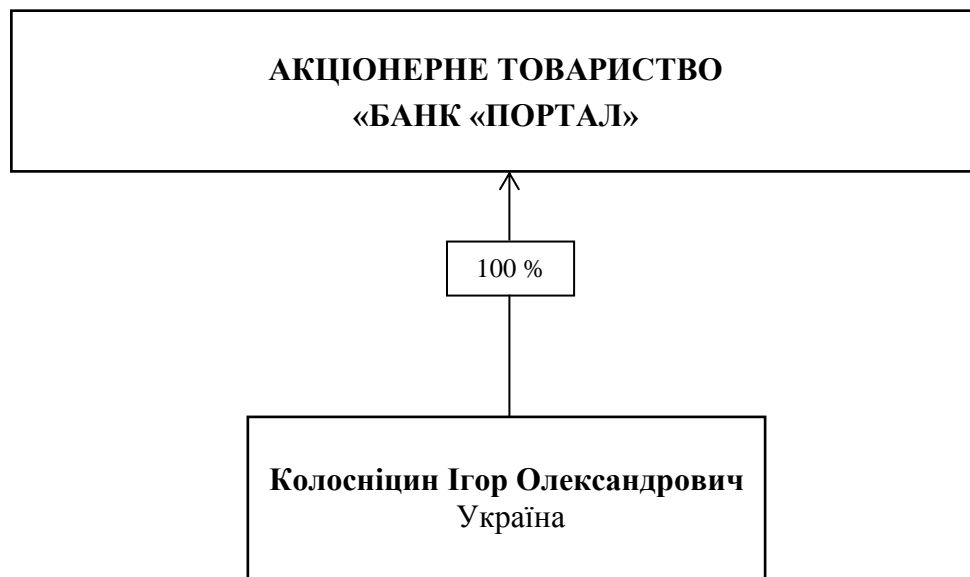 АКЦІОНЕРНЕ ТОВАРИСТВО
«БАНК «ПОРТАЛ»
100 %
Колосніцин Ігор Олександрович
Україна